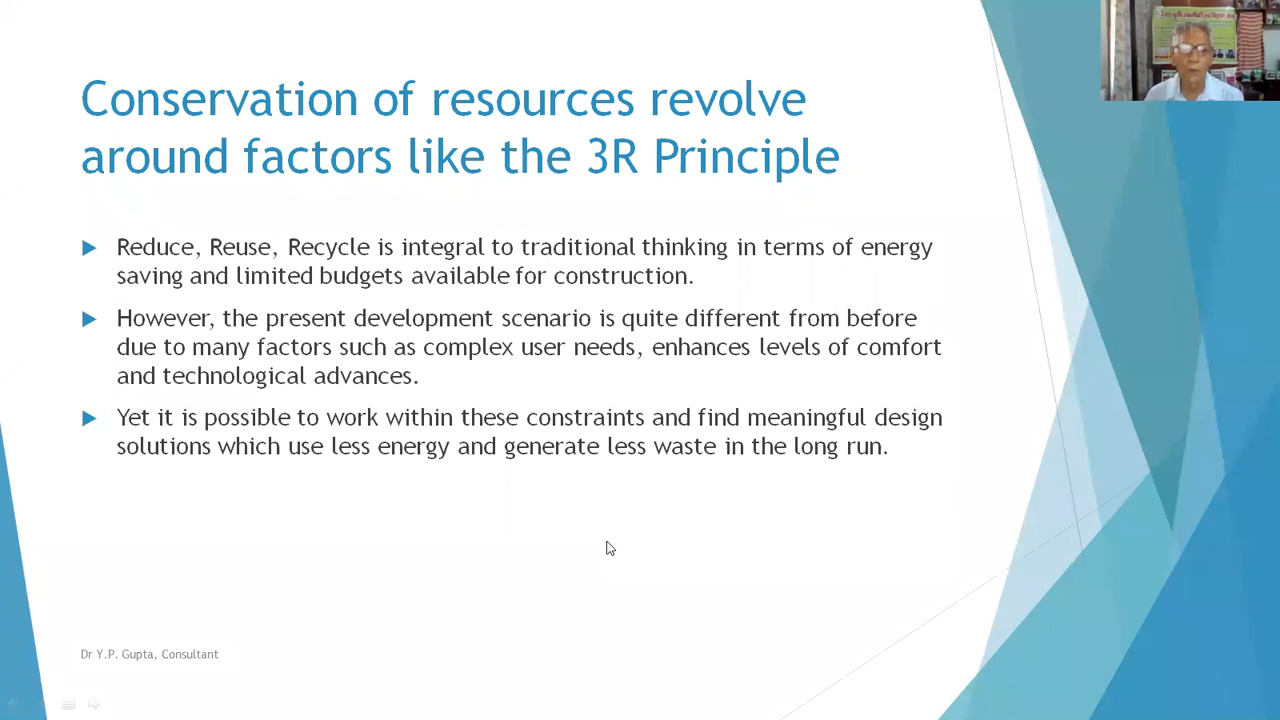 Conservation of resources revolve
around factors like the 3R Principle
Reduce, Reuse, Recycle is integral to traditional thinking in terms of energy
saving and limited budgets available for construction.
However, the present development scenario is quite different from before
due to many factors such as complex user needs, enhances levels of comfort
and technological advances.
Yet it is possible to work within these constraints and find meaningful design
solutions which use less energy and generate less waste in the long run.
Dr Y.P. Gupta, Consultant